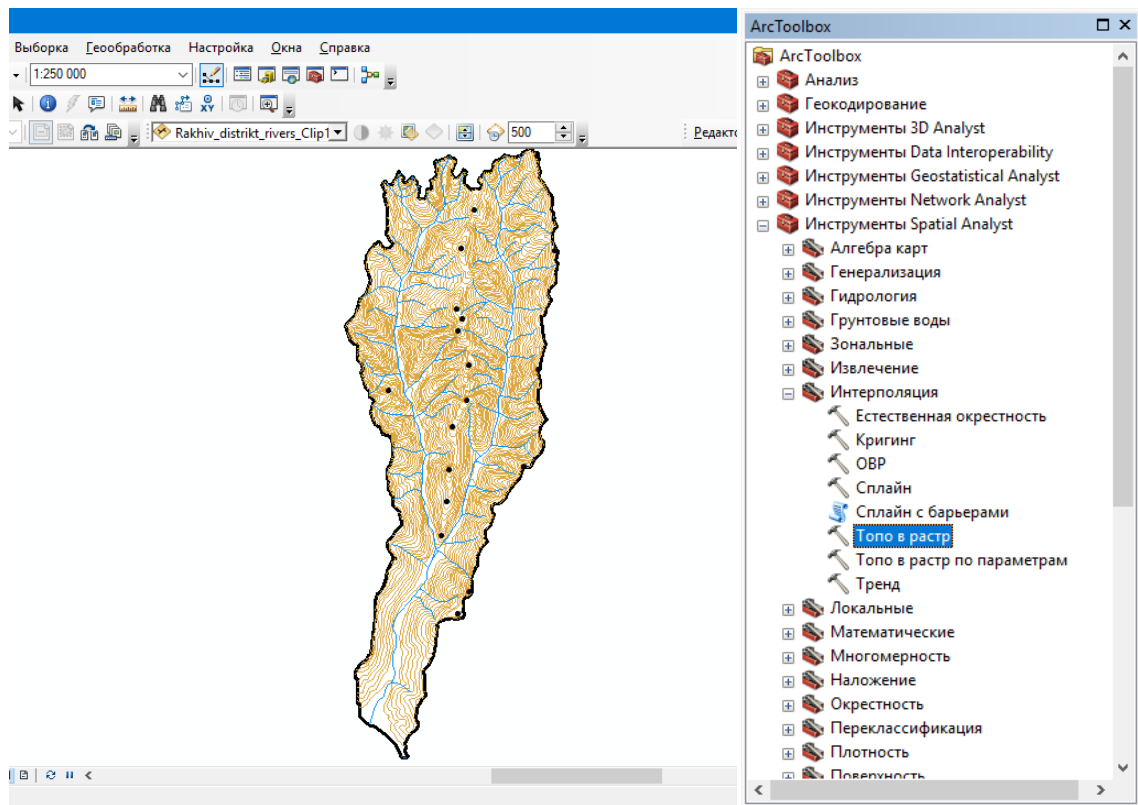 Выборка Геообработка Настройка Окна Справка
1:250 000
XY
Rakhiv_distrikt_rivers_Clip1 500 Редакто
ArcToolbox
ArcToolbox
Анализ
Геокодирование
Инструменты 3D Analyst
Инструменты Data Interoperability
Инструменты Geostatistical Analyst
Инструменты Network Analyst
Инструменты Spatial Analyst
Алгебра карт
Генерализация
Гидрология
Грунтовые воды
Зональные
Извлечение
Интерполяция
Естественная окрестность
Кригинг
ОВР
Сплайн
Сплайн с барьерами
Топо в растр
Топо в растр по параметрам
Тренд
Локальные
Математические
Многомерность
Наложение
Окрестность
Переклассификация
Плотность
Поверхность